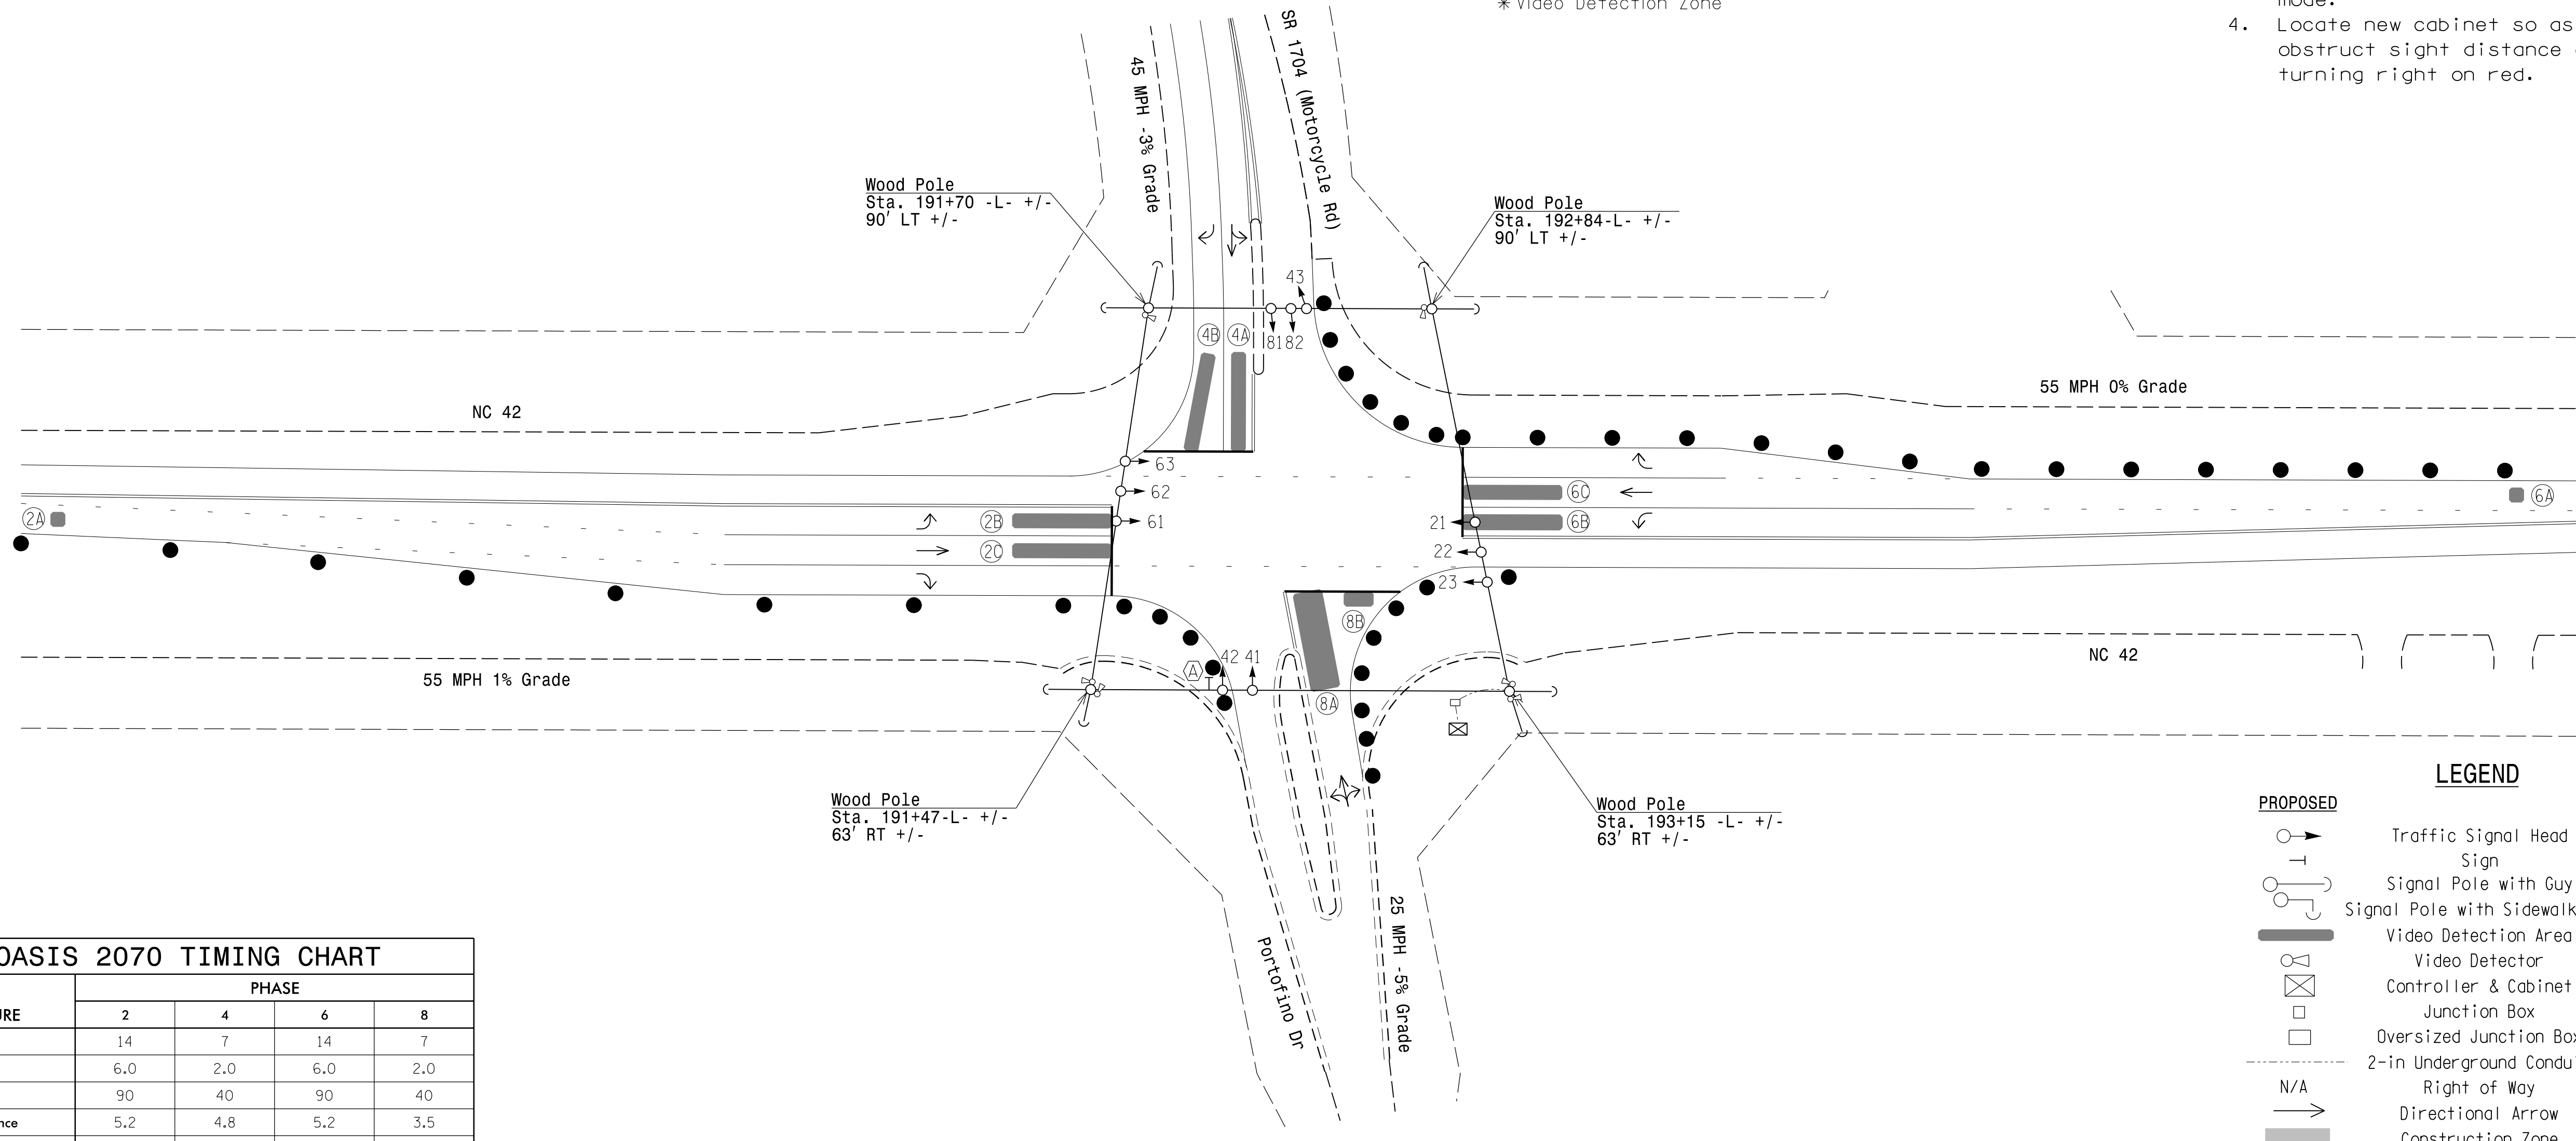 * Video Detection Zone
mode.
4. Locate new cabinet so as
obstruct sight distance
turning right on red.
45 MPH -3% Grade
SR 1704 (Motorcycle Rd)
Wood Pole
Sta. 191+70 -L- +/-
90' LT +/-
Wood Pole
Sta. 192+84-L- +/-
90' LT +/-
43
4B
4A
81
82
NC 42
55 MPH 0% Grade
63
62
61
2A
2B
2C
6C
6B
6A
21
22
23
8B
8A
A
42
41
55 MPH 1% Grade
NC 42
Wood Pole
Sta. 191+47-L- +/-
63' RT +/-
Wood Pole
Sta. 193+15 -L- +/-
63' RT +/-
Portofino Dr
25 MPH -5% Grade
LEGEND
PROPOSED
Traffic Signal Head
Sign
Signal Pole with Guy
Signal Pole with Sidewalk
Video Detection Area
Video Detector
Controller & Cabinet
Junction Box
Oversized Junction Box
2-in Underground Condu
N/A Right of Way
Directional Arrow
Construction Zone
OASIS 2070 TIMING CHART
PHASE
URE 2 4 6 8
14 7 14 7
6.0 2.0 6.0 2.0
90 40 90 40
nce 5.2 4.8 5.2 3.5